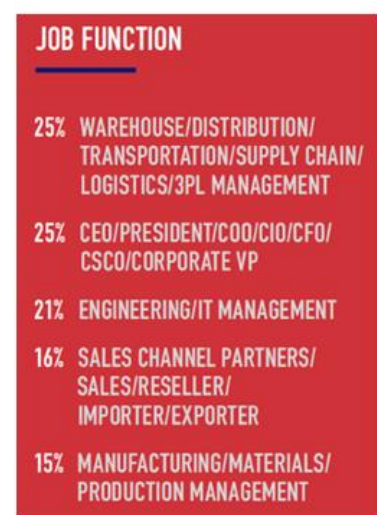 JOB FUNCTION
25% WAREHOUSE/DISTRIBUTION/
TRANSPORTATION/SUPPLY CHAIN/
LOGISTICS/3PL MANAGEMENT
25% CEO/PRESIDENT/COO/CIO/CFO/
CSCO/CORPORATE VP
21% ENGINEERING/IT MANAGEMENT
16% SALES CHANNEL PARTNERS/
SALES/RESELLER/
IMPORTER/EXPORTER
15% MANUFACTURING/MATERIALS/
PRODUCTION MANAGEMENT